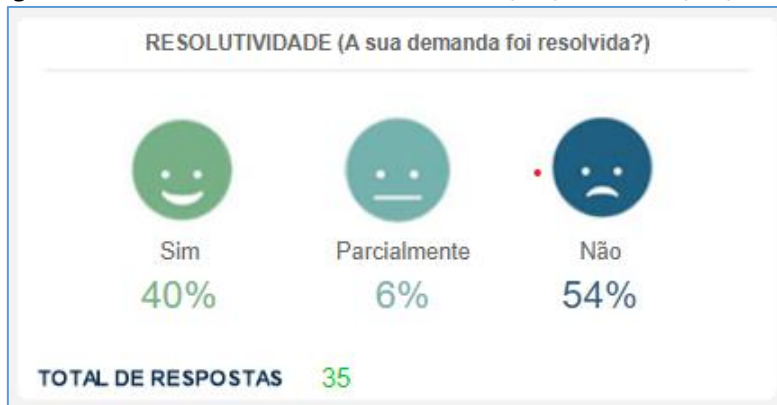 RESOLUTIVIDADE (A sua demanda foi resolvida?)
Sim Parcialmente Não
40% 6% 54%
TOTAL DE RESPOSTAS 35